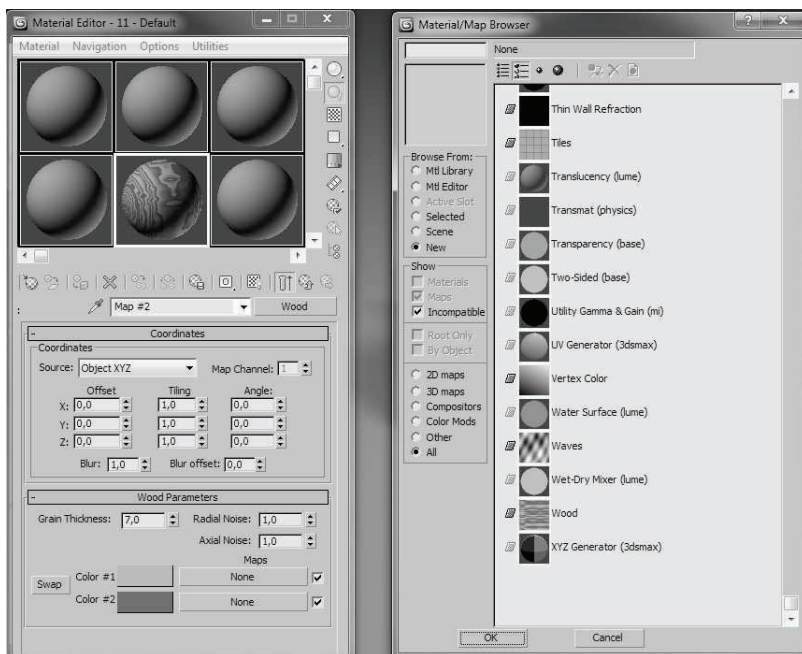 Material Editor - 11 - Default
Material Navigation Options Utilities
Map #2
Wood
Coordinates
Coordinates
Source: Object XYZ Map Channel: 1
Offset Tiling Angle:
X: 0,0 1,0 0,0
Y: 0,0 1,0 0,0
Z: 0,0 1,0 0,0
Blur: 1,0 Blur offset: 0,0
Wood Parameters
Grain Thickness: 7,0 Radial Noise: 1,0
Axial Noise: 1,0
Maps
Swap
Color #1 None
Color #2 None
Material/Map Browser
None
Browse From:
Mtl Library
Mtl Editor
Active Slot
Selected
Scene
New
Show
Materials
Maps
Incompatible
Root Only
By Object
2D maps
3D maps
Compositors
Color Mods
Other
All
Thin Wall Refraction
Tiles
Translucency (lume)
Transmat (physics)
Transparency (base)
Two-Sided (base)
Utility Gamma & Gain (mi)
UV Generator (3dsmax)
Vertex Color
Water Surface (lume)
Waves
Wet-Dry Mixer (lume)
Wood
XYZ Generator (3dsmax)
OK Cancel